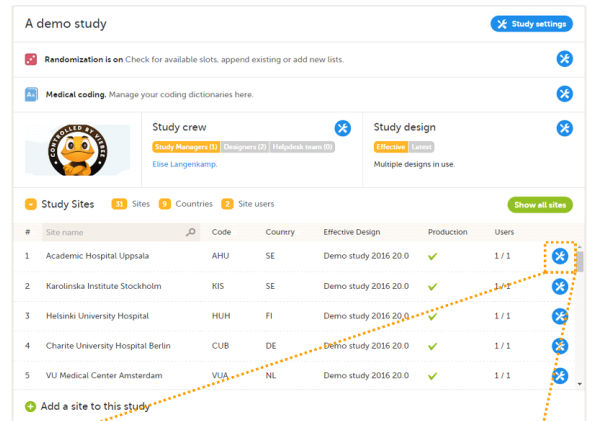 A demo study
Study settings
Randomization is on Check for available slots, append existing or add new lists.
Medical coding. Manage your coding dictionaries here.
CONTROLLED BY VIEBEE
Study crew
Study Managers (1) Designers (2) Helpdesk team (0)
Elise Langenkamp.
Study design
Effective Latest
Multiple designs in use.
Study Sites 31 Sites 9 Countries 2 Site users
Show all sites
# Site name Code Country Effective Design Production Users
1 Academic Hospital Uppsala AHU SE Demo study 2016 20.0 1 / 1
2 Karolinska Institute Stockholm KIS SE Demo study 2016 20.0 1 / 1
3 Helsinki University Hospital HUH FI Demo study 2016 20.0 1 / 1
4 Charite University Hospital Berlin CUB DE Demo study 2016 20.0 1 / 1
5 VU Medical Center Amsterdam VUA NL Demo study 2016 20.0 1 / 1
Add a site to this study